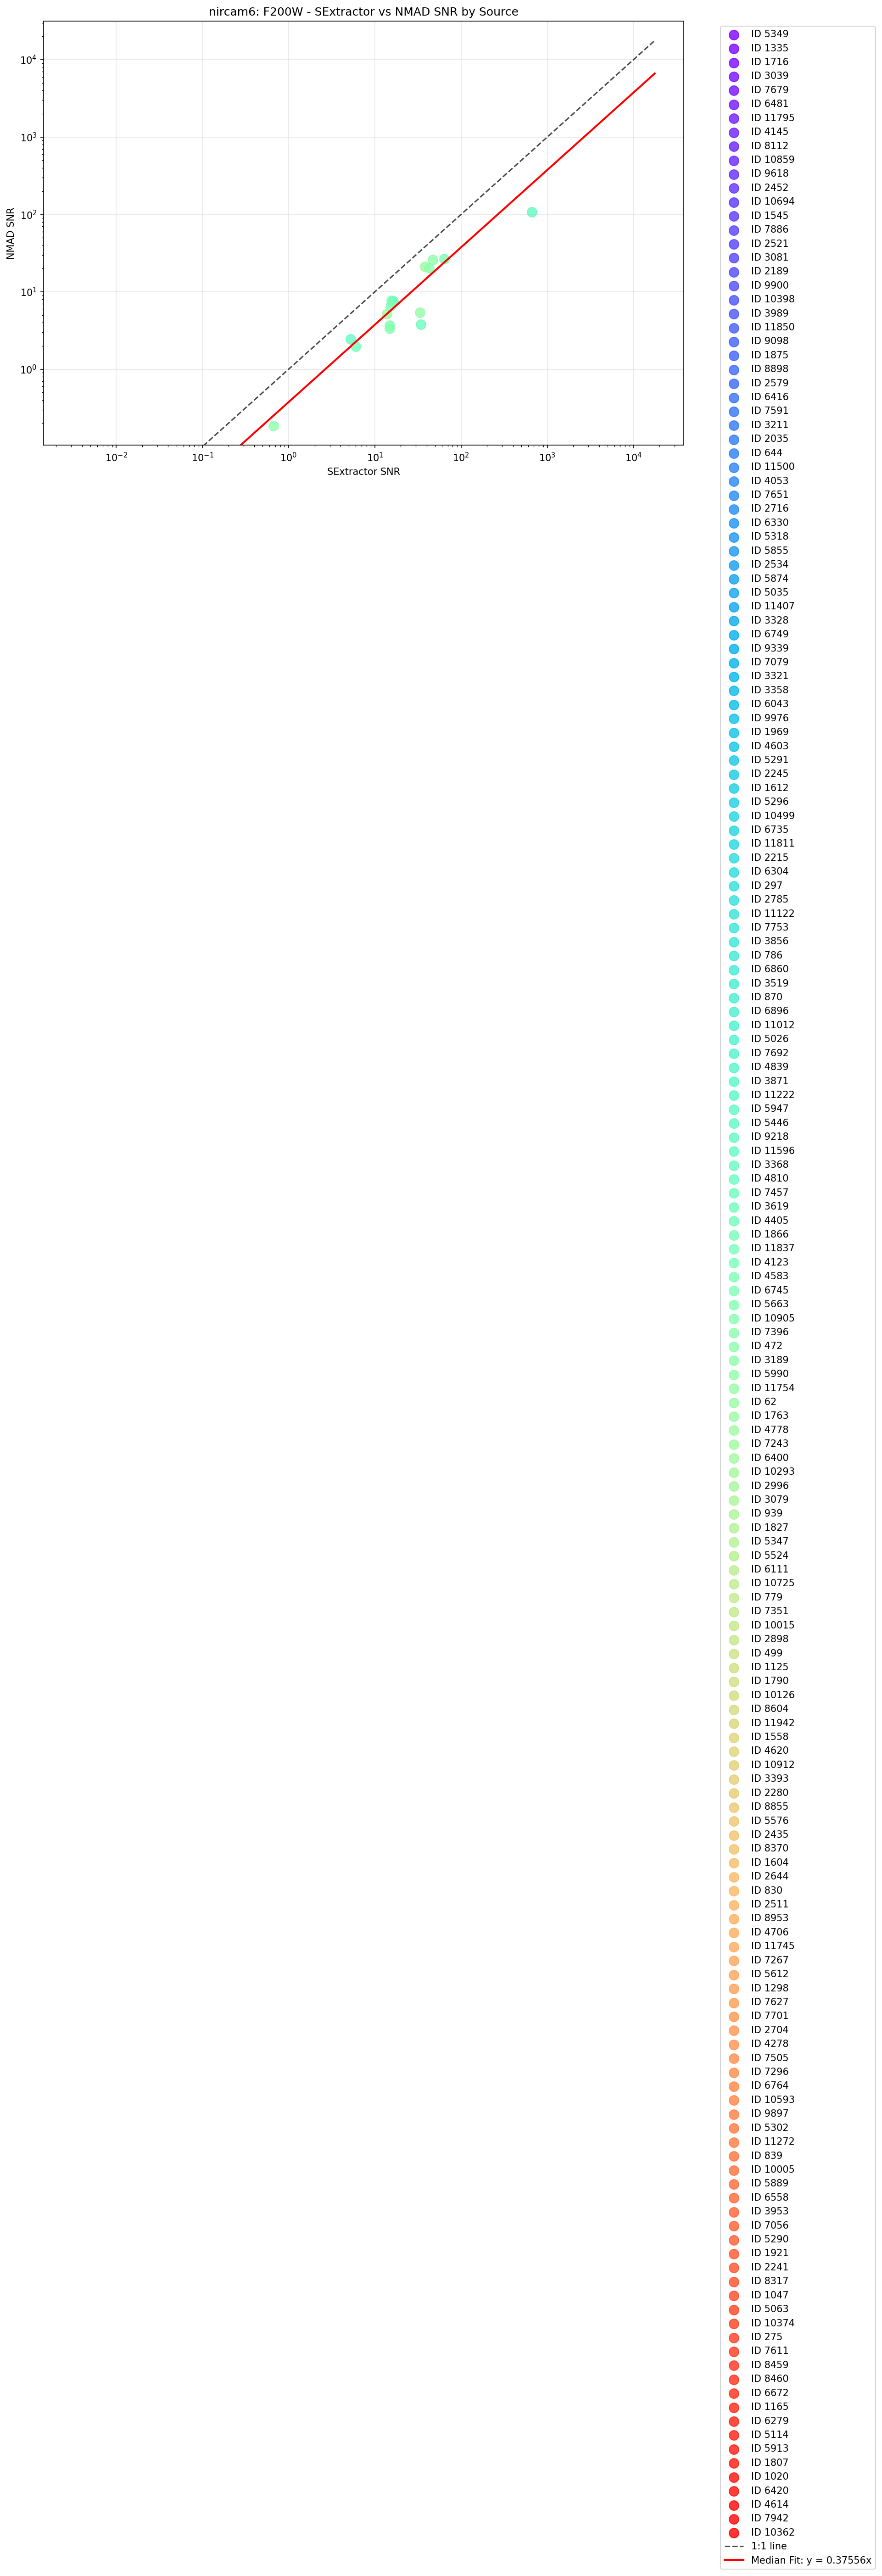 nircam6: F200W - SExtractor vs NMAD SNR by Source
NMAD SNR
10⁴
10³
10²
10¹
10⁰
10⁻² 10⁻¹ 10⁰ 10¹ 10² 10³ 10⁴
SExtractor SNR
ID 5349
ID 1335
ID 1716
ID 3039
ID 7679
ID 6481
ID 11795
ID 4145
ID 8112
ID 10859
ID 9618
ID 2452
ID 10694
ID 1545
ID 7886
ID 2521
ID 3081
ID 2189
ID 9900
ID 10398
ID 3989
ID 11850
ID 9098
ID 1875
ID 8898
ID 2579
ID 6416
ID 7591
ID 3211
ID 2035
ID 644
ID 11500
ID 4053
ID 7651
ID 2716
ID 6330
ID 5318
ID 5855
ID 2534
ID 5874
ID 5035
ID 11407
ID 3328
ID 6749
ID 9339
ID 7079
ID 3321
ID 3358
ID 6043
ID 9976
ID 1969
ID 4603
ID 5291
ID 2245
ID 1612
ID 5296
ID 10499
ID 6735
ID 11811
ID 2215
ID 6304
ID 297
ID 2785
ID 11122
ID 7753
ID 3856
ID 786
ID 6860
ID 3519
ID 870
ID 6896
ID 11012
ID 5026
ID 7692
ID 4839
ID 3871
ID 11222
ID 5947
ID 5446
ID 9218
ID 11596
ID 3368
ID 4810
ID 7457
ID 3619
ID 4405
ID 1866
ID 11837
ID 4123
ID 4583
ID 6745
ID 5663
ID 10905
ID 7396
ID 472
ID 3189
ID 5990
ID 11754
ID 62
ID 1763
ID 4778
ID 7243
ID 6400
ID 10293
ID 2996
ID 3079
ID 939
ID 1827
ID 5347
ID 5524
ID 6111
ID 10725
ID 779
ID 7351
ID 10015
ID 2898
ID 499
ID 1125
ID 1790
ID 10126
ID 8604
ID 11942
ID 1558
ID 4620
ID 10912
ID 3393
ID 2280
ID 8855
ID 5576
ID 2435
ID 8370
ID 1604
ID 2644
ID 830
ID 2511
ID 8953
ID 4706
ID 11745
ID 7267
ID 5612
ID 1298
ID 7627
ID 7701
ID 2704
ID 4278
ID 7505
ID 7296
ID 6764
ID 10593
ID 9897
ID 5302
ID 11272
ID 839
ID 10005
ID 5889
ID 6558
ID 3953
ID 7056
ID 5290
ID 1921
ID 2241
ID 8317
ID 1047
ID 5063
ID 10374
ID 275
ID 7611
ID 8459
ID 8460
ID 6672
ID 1165
ID 6279
ID 5114
ID 5913
ID 1807
ID 1020
ID 6420
ID 4614
ID 7942
ID 10362
1:1 line
Median Fit: y = 0.37556x